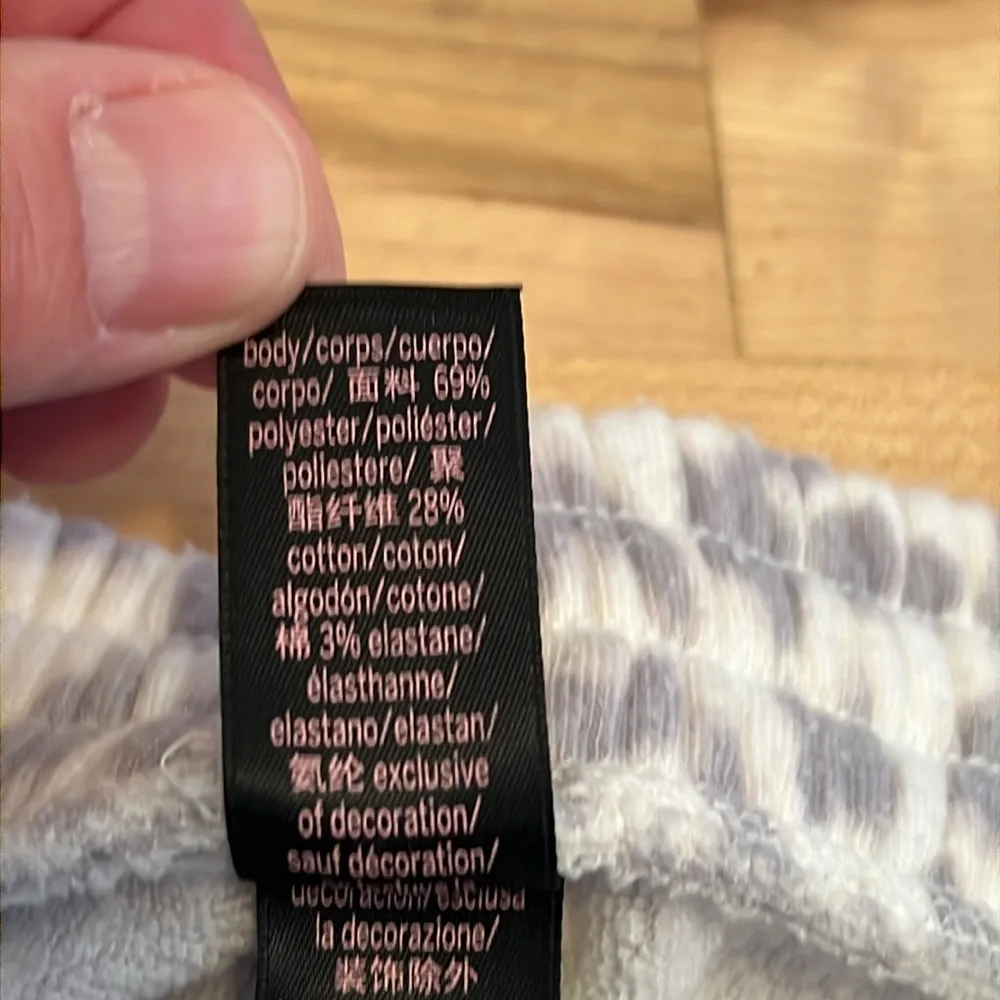 body/corps/cuerpo/
corpo/ 面料 69%
polyester/poliéster/
poliestere/ 聚
酯纤维 28%
cotton/coton/
algodón/cotone/
棉 3% elastane/
élasthanne/
elastano/elastan/
氨纶 exclusive
of decoration/
sauf décoration/
decoración/esclusa
la decorazione/
装饰除外